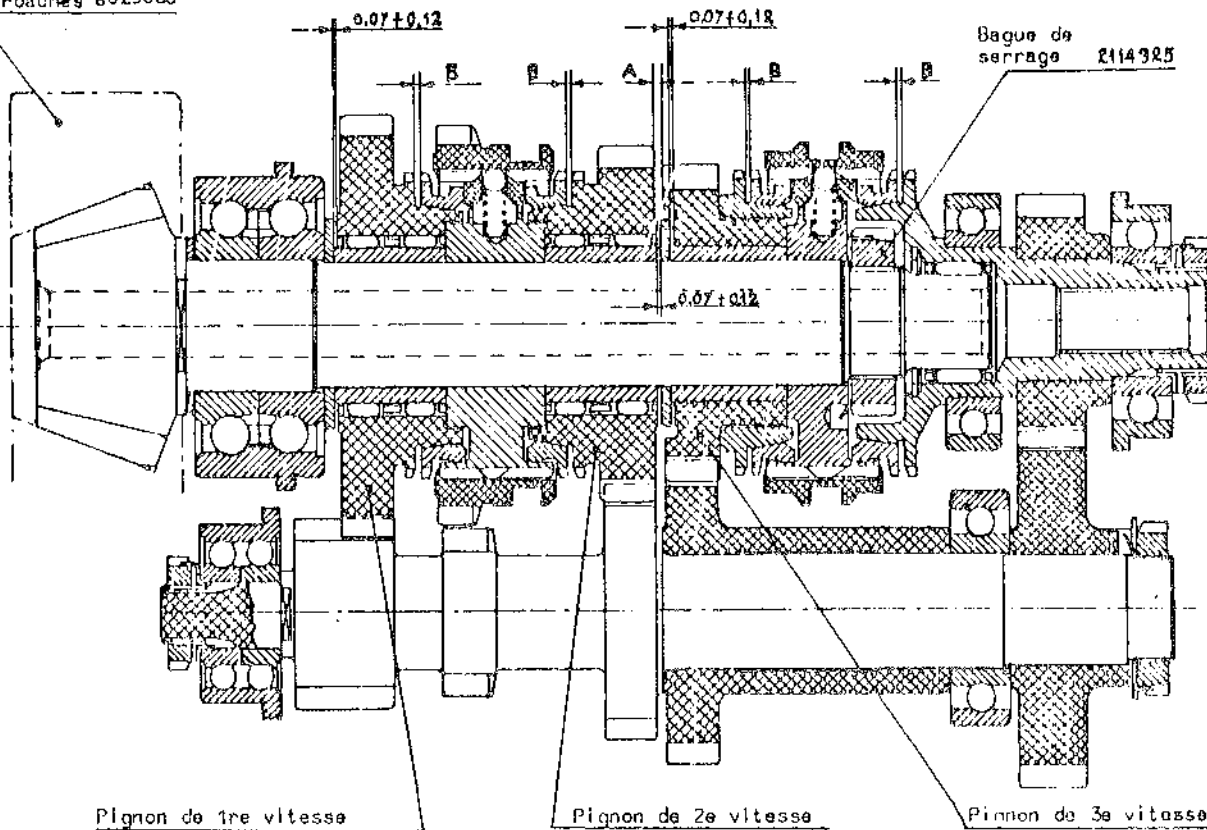 0,07÷0,12
0,07÷0,12
Bague de
serrage 2114325
B
B
A
B
B
0,07÷0,12
Pignon de 1re vitesse
Pignon de 2e vitesse
Pignon de 3e vitesse